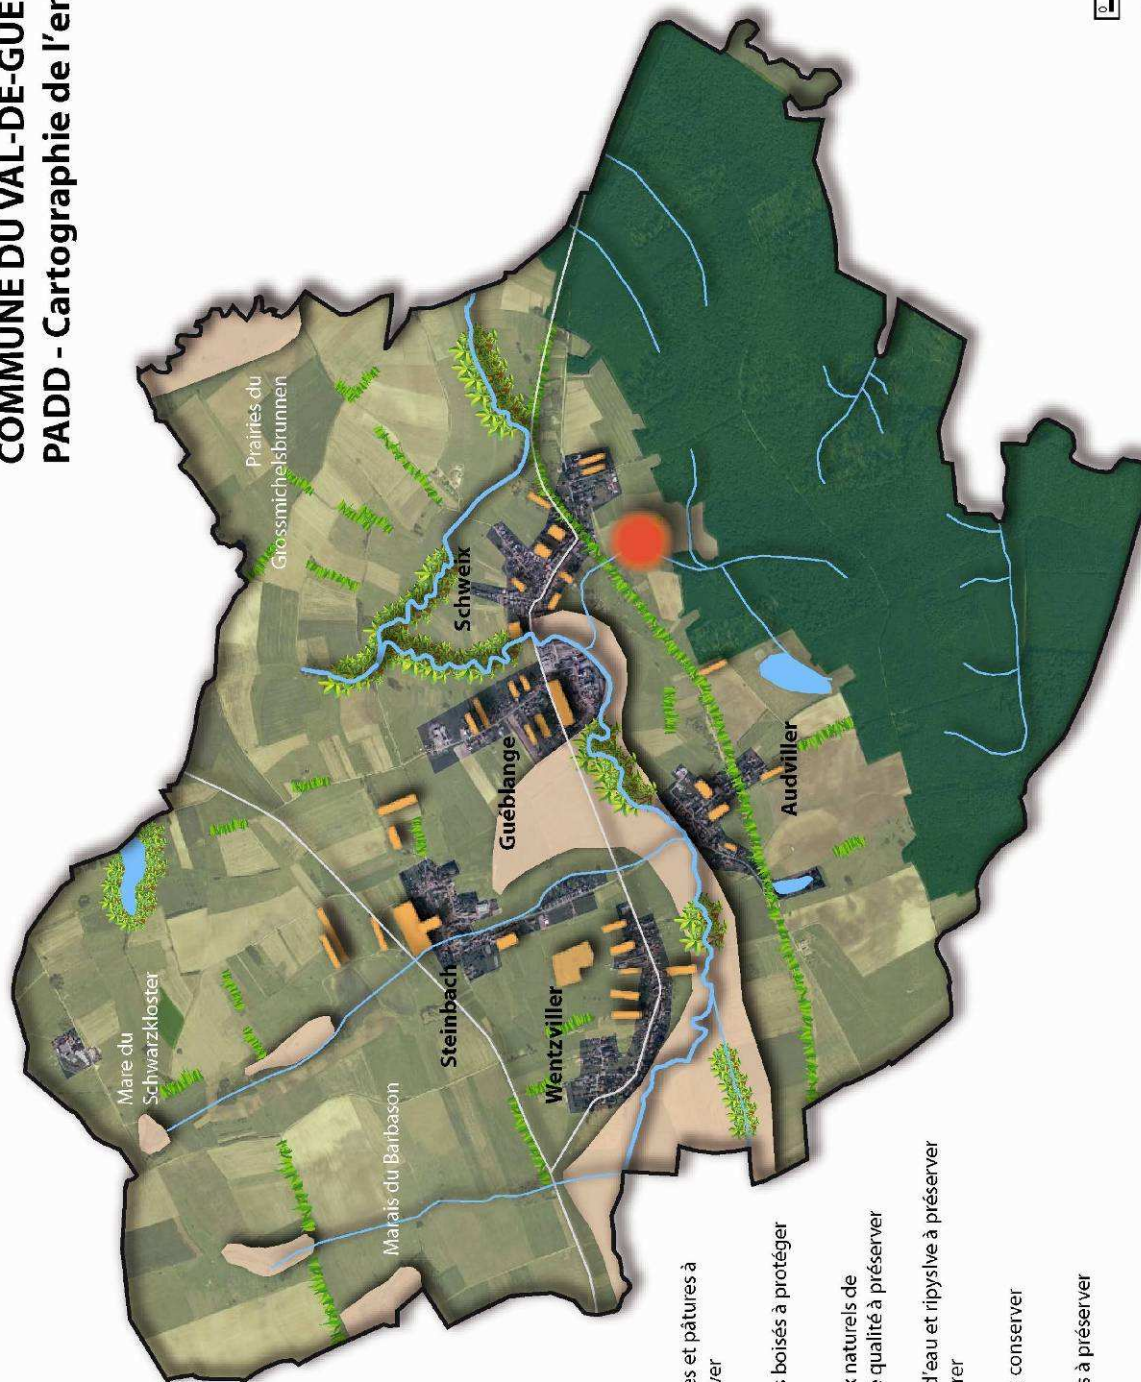 COMMUNE DU VAL-DE-GUE
PADD - Cartographie de l'er
Prairies du
Grossmichelsbrunnen
Schweix
Guéblange
Audviller
Mare du
Schwarzkloster
Steinbach
Wentzviller
Marais du Barbason
es et pâtures à
ver
s boisés à protéger
x naturels de
e qualité à préserver
d'eau et ripyslve à préserver
rer
conserver
s à préserver
0